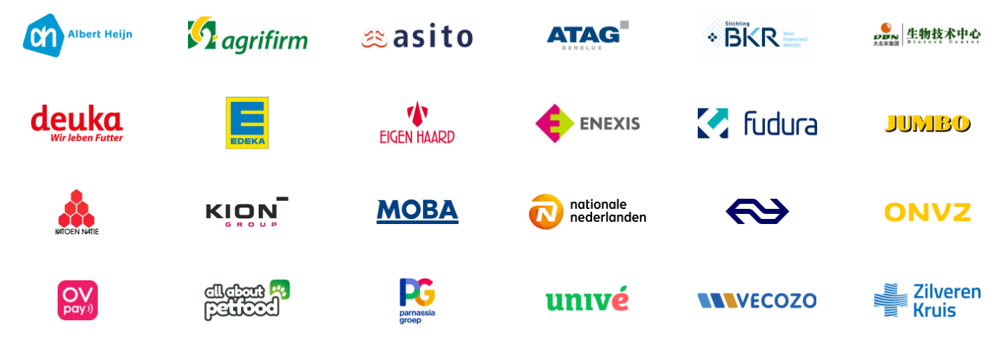 ah Albert Heijn
agrifirm
asito
ATAG
BENELUX
Stichting
BKR
Voor
financieel
welzijn
DBN
大北农集团
生物技术中心
Biotech Center
deuka
Wir leben Futter
E
EDEKA
EIGEN HAARD
E ENEXIS
fudura
JUMBO
KATOEN NATIE
KION
GROUP
MOBA
N
nationale
nederlanden
ONVZ
OV
pay
all about
petfood
PG
parnassia
groep
univé
VECOZO
Zilveren
Kruis